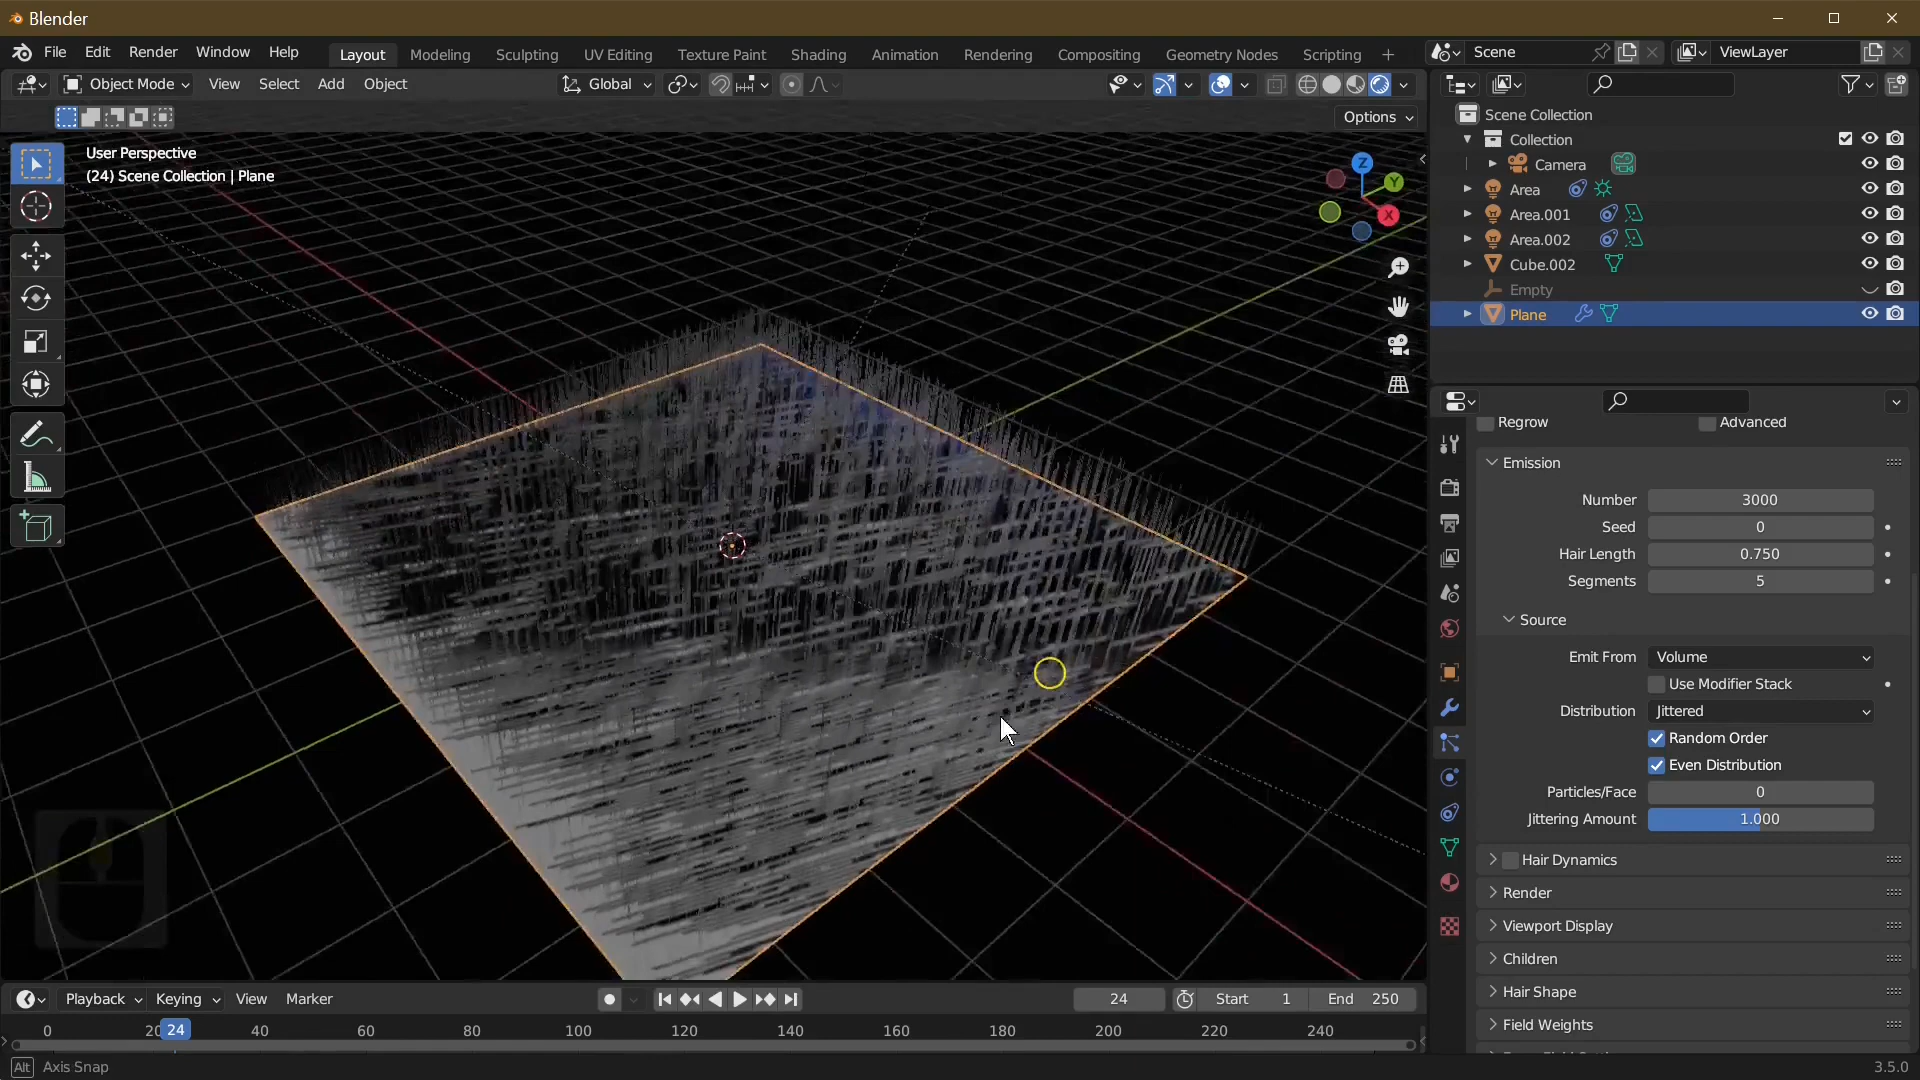 Blender
File Edit Render Window Help Layout Modeling Sculpting UV Editing Texture Paint Shading Animation Rendering Compositing Geometry Nodes Scripting + Scene ViewLayer
Object Mode View Select Add Object Global
Options
User Perspective
(24) Scene Collection | Plane
Z
Y
X
Scene Collection
Collection
Camera
Area
Area.001
Area.002
Cube.002
Empty
Plane
Regrow Advanced
Emission
Number 3000
Seed 0
Hair Length 0.750
Segments 5
Source
Emit From Volume
Use Modifier Stack
Distribution Jittered
Random Order
Even Distribution
Particles/Face 0
Jittering Amount 1.000
Hair Dynamics
Render
Viewport Display
Children
Hair Shape
Field Weights
Playback Keying View Marker 24 Start 1 End 250
0 20 24 40 60 80 100 120 140 160 180 200 220 240
Alt Axis Snap 3.5.0